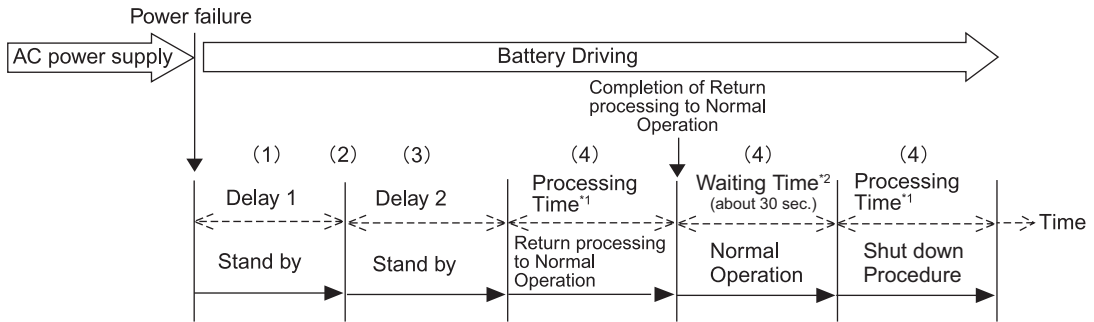 Power failure
AC power supply
Battery Driving
Completion of Return
processing to Normal
Operation
(1)
(2)
(3)
(4)
(4)
(4)
Delay 1
Delay 2
Processing
Time*1
Waiting Time*2
(about 30 sec.)
Processing
Time*1
Time
Stand by
Stand by
Return processing
to Normal
Operation
Normal
Operation
Shut down
Procedure